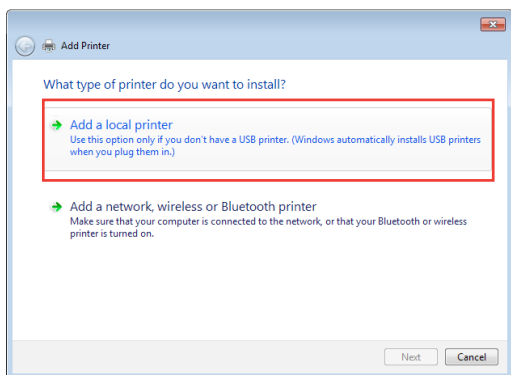 Add Printer
What type of printer do you want to install?
Add a local printer
Use this option only if you don't have a USB printer. (Windows automatically installs USB printers
when you plug them in.)
Add a network, wireless or Bluetooth printer
Make sure that your computer is connected to the network, or that your Bluetooth or wireless
printer is turned on.
Next Cancel